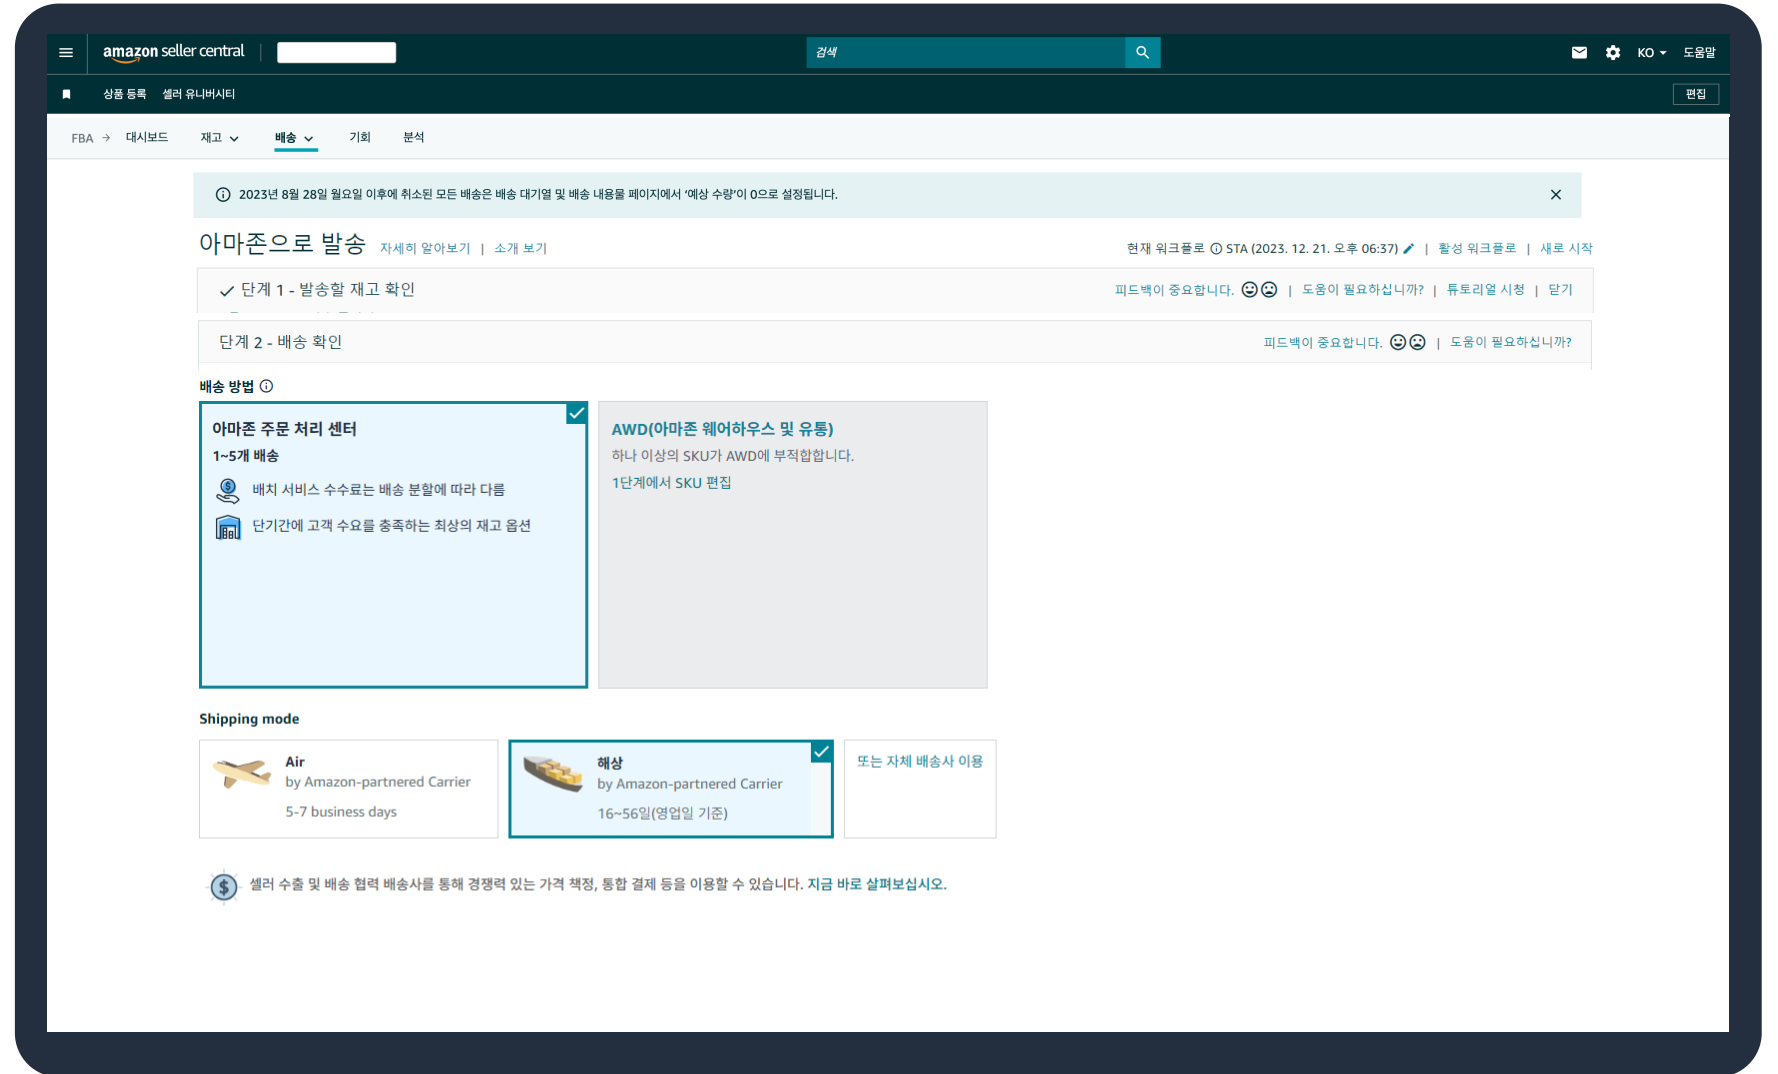 amazon seller central
검색
KO
도움말
상품 등록 셀러 유니버시티
편집
FBA → 대시보드 재고 배송 기회 분석
2023년 8월 28일 월요일 이후에 취소된 모든 배송은 배송 대기열 및 배송 내용물 페이지에서 '예상 수량'이 0으로 설정됩니다.
아마존으로 발송 자세히 알아보기 | 소개 보기
현재 워크플로 STA (2023. 12. 21. 오후 06:37) | 활성 워크플로 | 새로 시작
단계 1 - 발송할 재고 확인
피드백이 중요합니다. | 도움이 필요하십니까? | 튜토리얼 시청 | 닫기
단계 2 - 배송 확인
피드백이 중요합니다. | 도움이 필요하십니까?
배송 방법
아마존 주문 처리 센터
1~5개 배송
배치 서비스 수수료는 배송 분할에 따라 다름
단기간에 고객 수요를 충족하는 최상의 재고 옵션
AWD(아마존 웨어하우스 및 유통)
하나 이상의 SKU가 AWD에 부적합합니다.
1단계에서 SKU 편집
Shipping mode
Air
by Amazon-partnered Carrier
5-7 business days
해상
by Amazon-partnered Carrier
16~56일(영업일 기준)
또는 자체 배송사 이용
셀러 수출 및 배송 협력 배송사를 통해 경쟁력 있는 가격 책정, 통합 결제 등을 이용할 수 있습니다. 지금 바로 살펴보십시오.